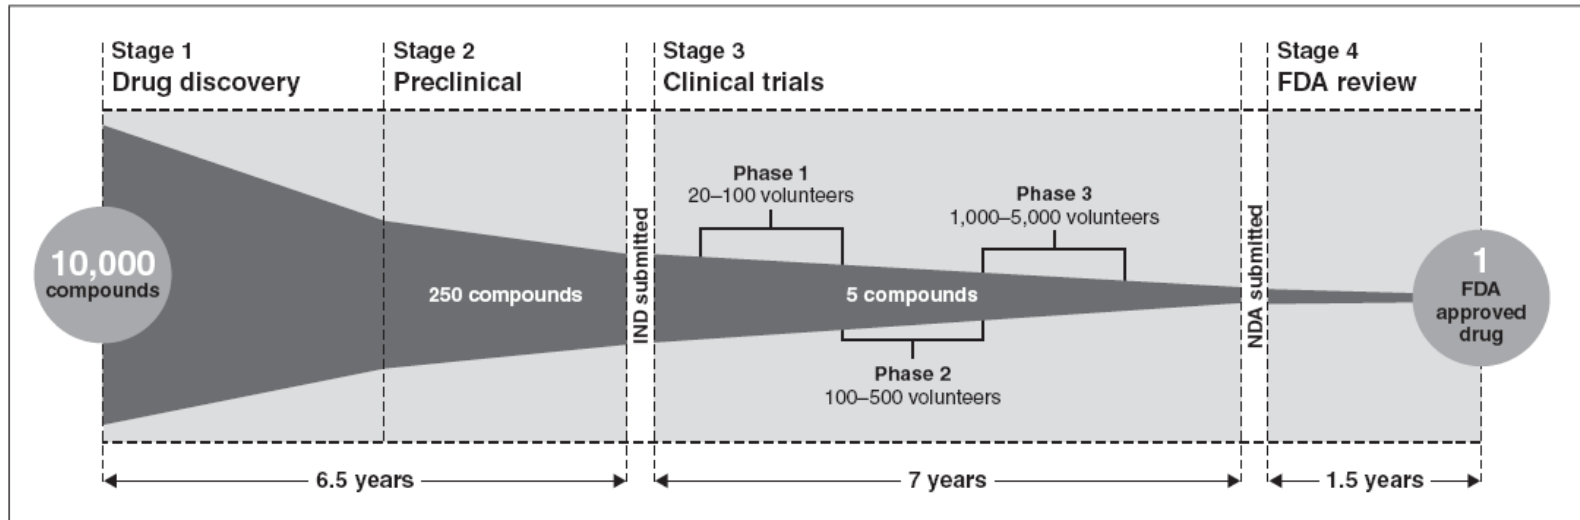 Stage 1
Drug discovery
Stage 2
Preclinical
Stage 3
Clinical trials
Stage 4
FDA review
10,000
compounds
250 compounds
IND submitted
Phase 1
20–100 volunteers
5 compounds
Phase 2
100–500 volunteers
Phase 3
1,000–5,000 volunteers
NDA submitted
1
FDA
approved
drug
6.5 years
7 years
1.5 years